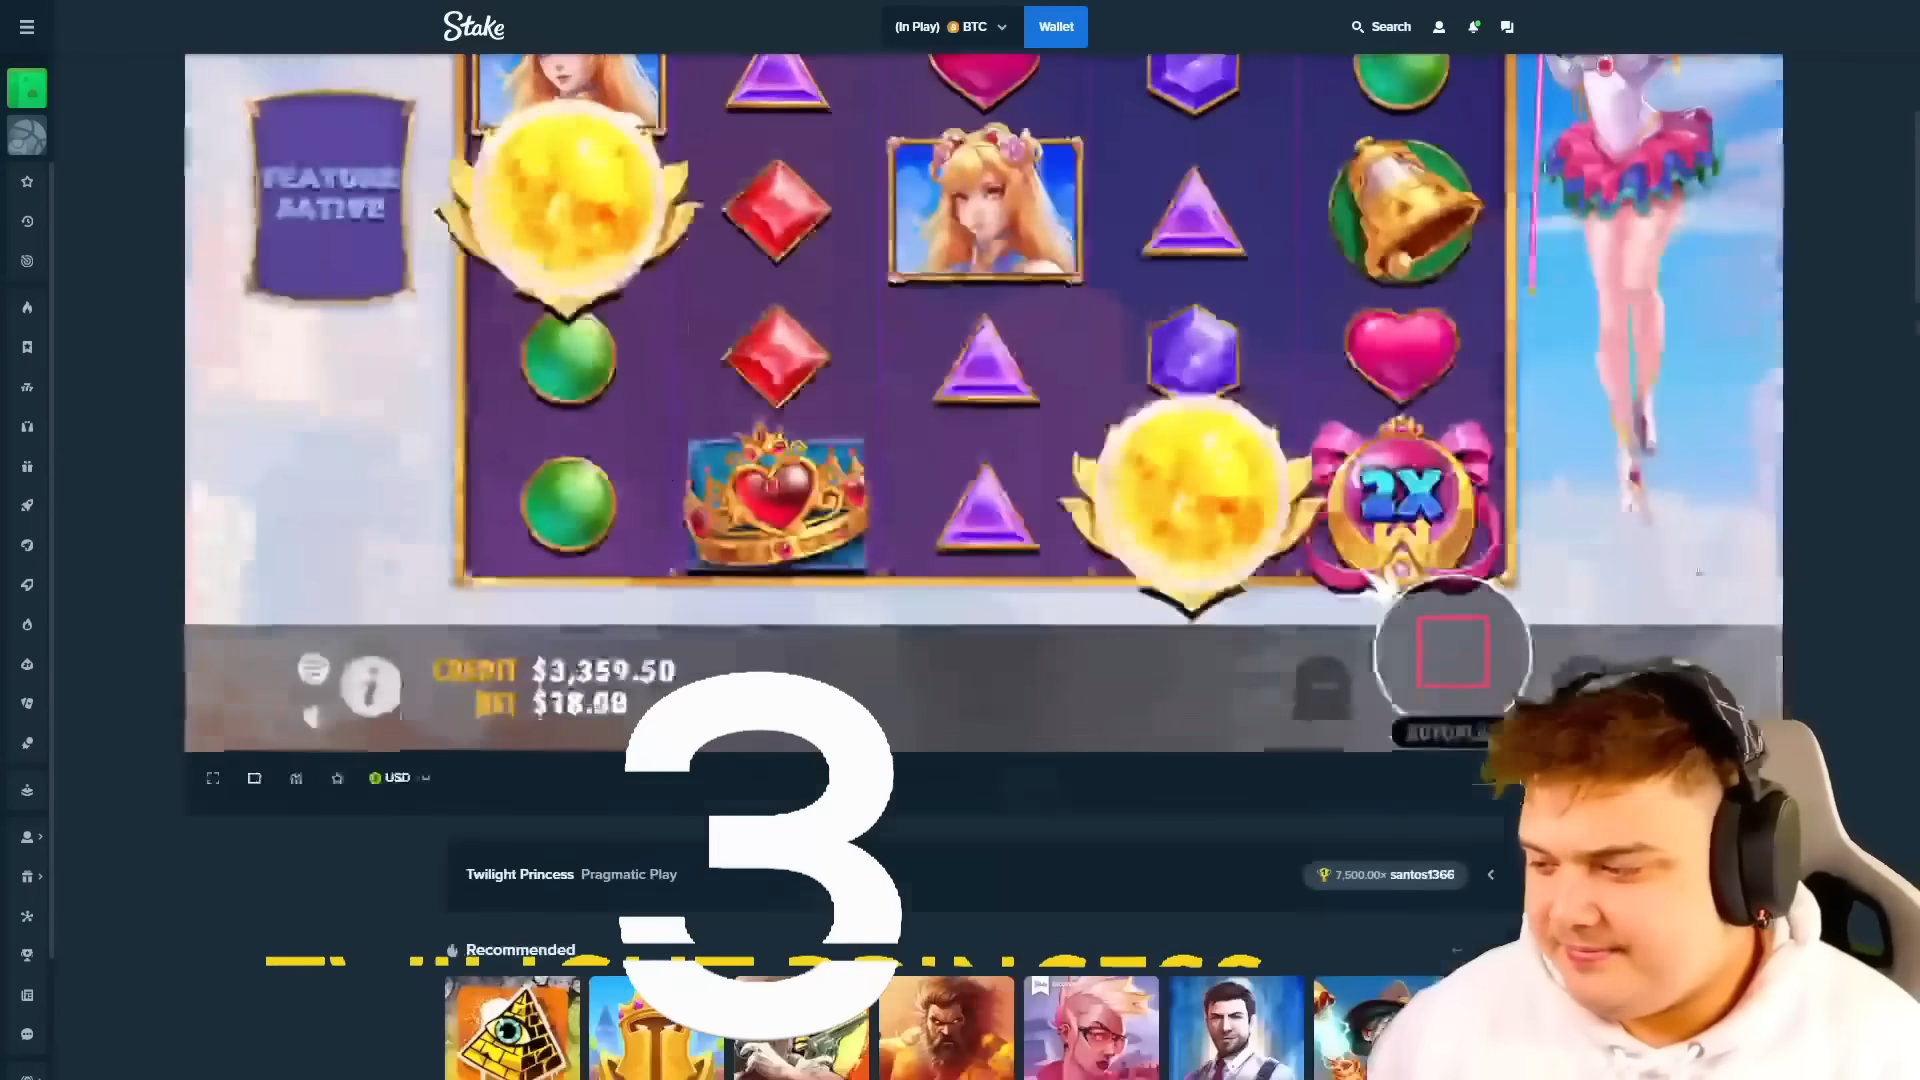 Stake
(In Play) BTC
Wallet
Search
FEATURE
ACTIVE
2X
CREDIT $3,359.50
BET $18.00
3
USD
Twilight Princess Pragmatic Play
7,500.00× santos1366
Recommended